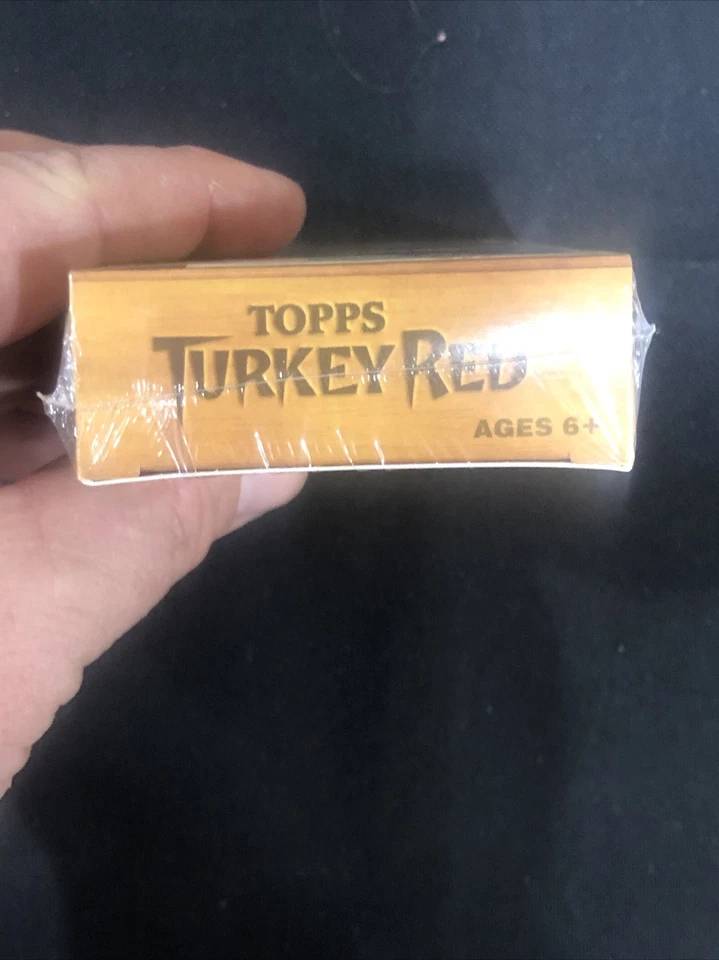 TOPPS
TURKEY RED
AGES 6+